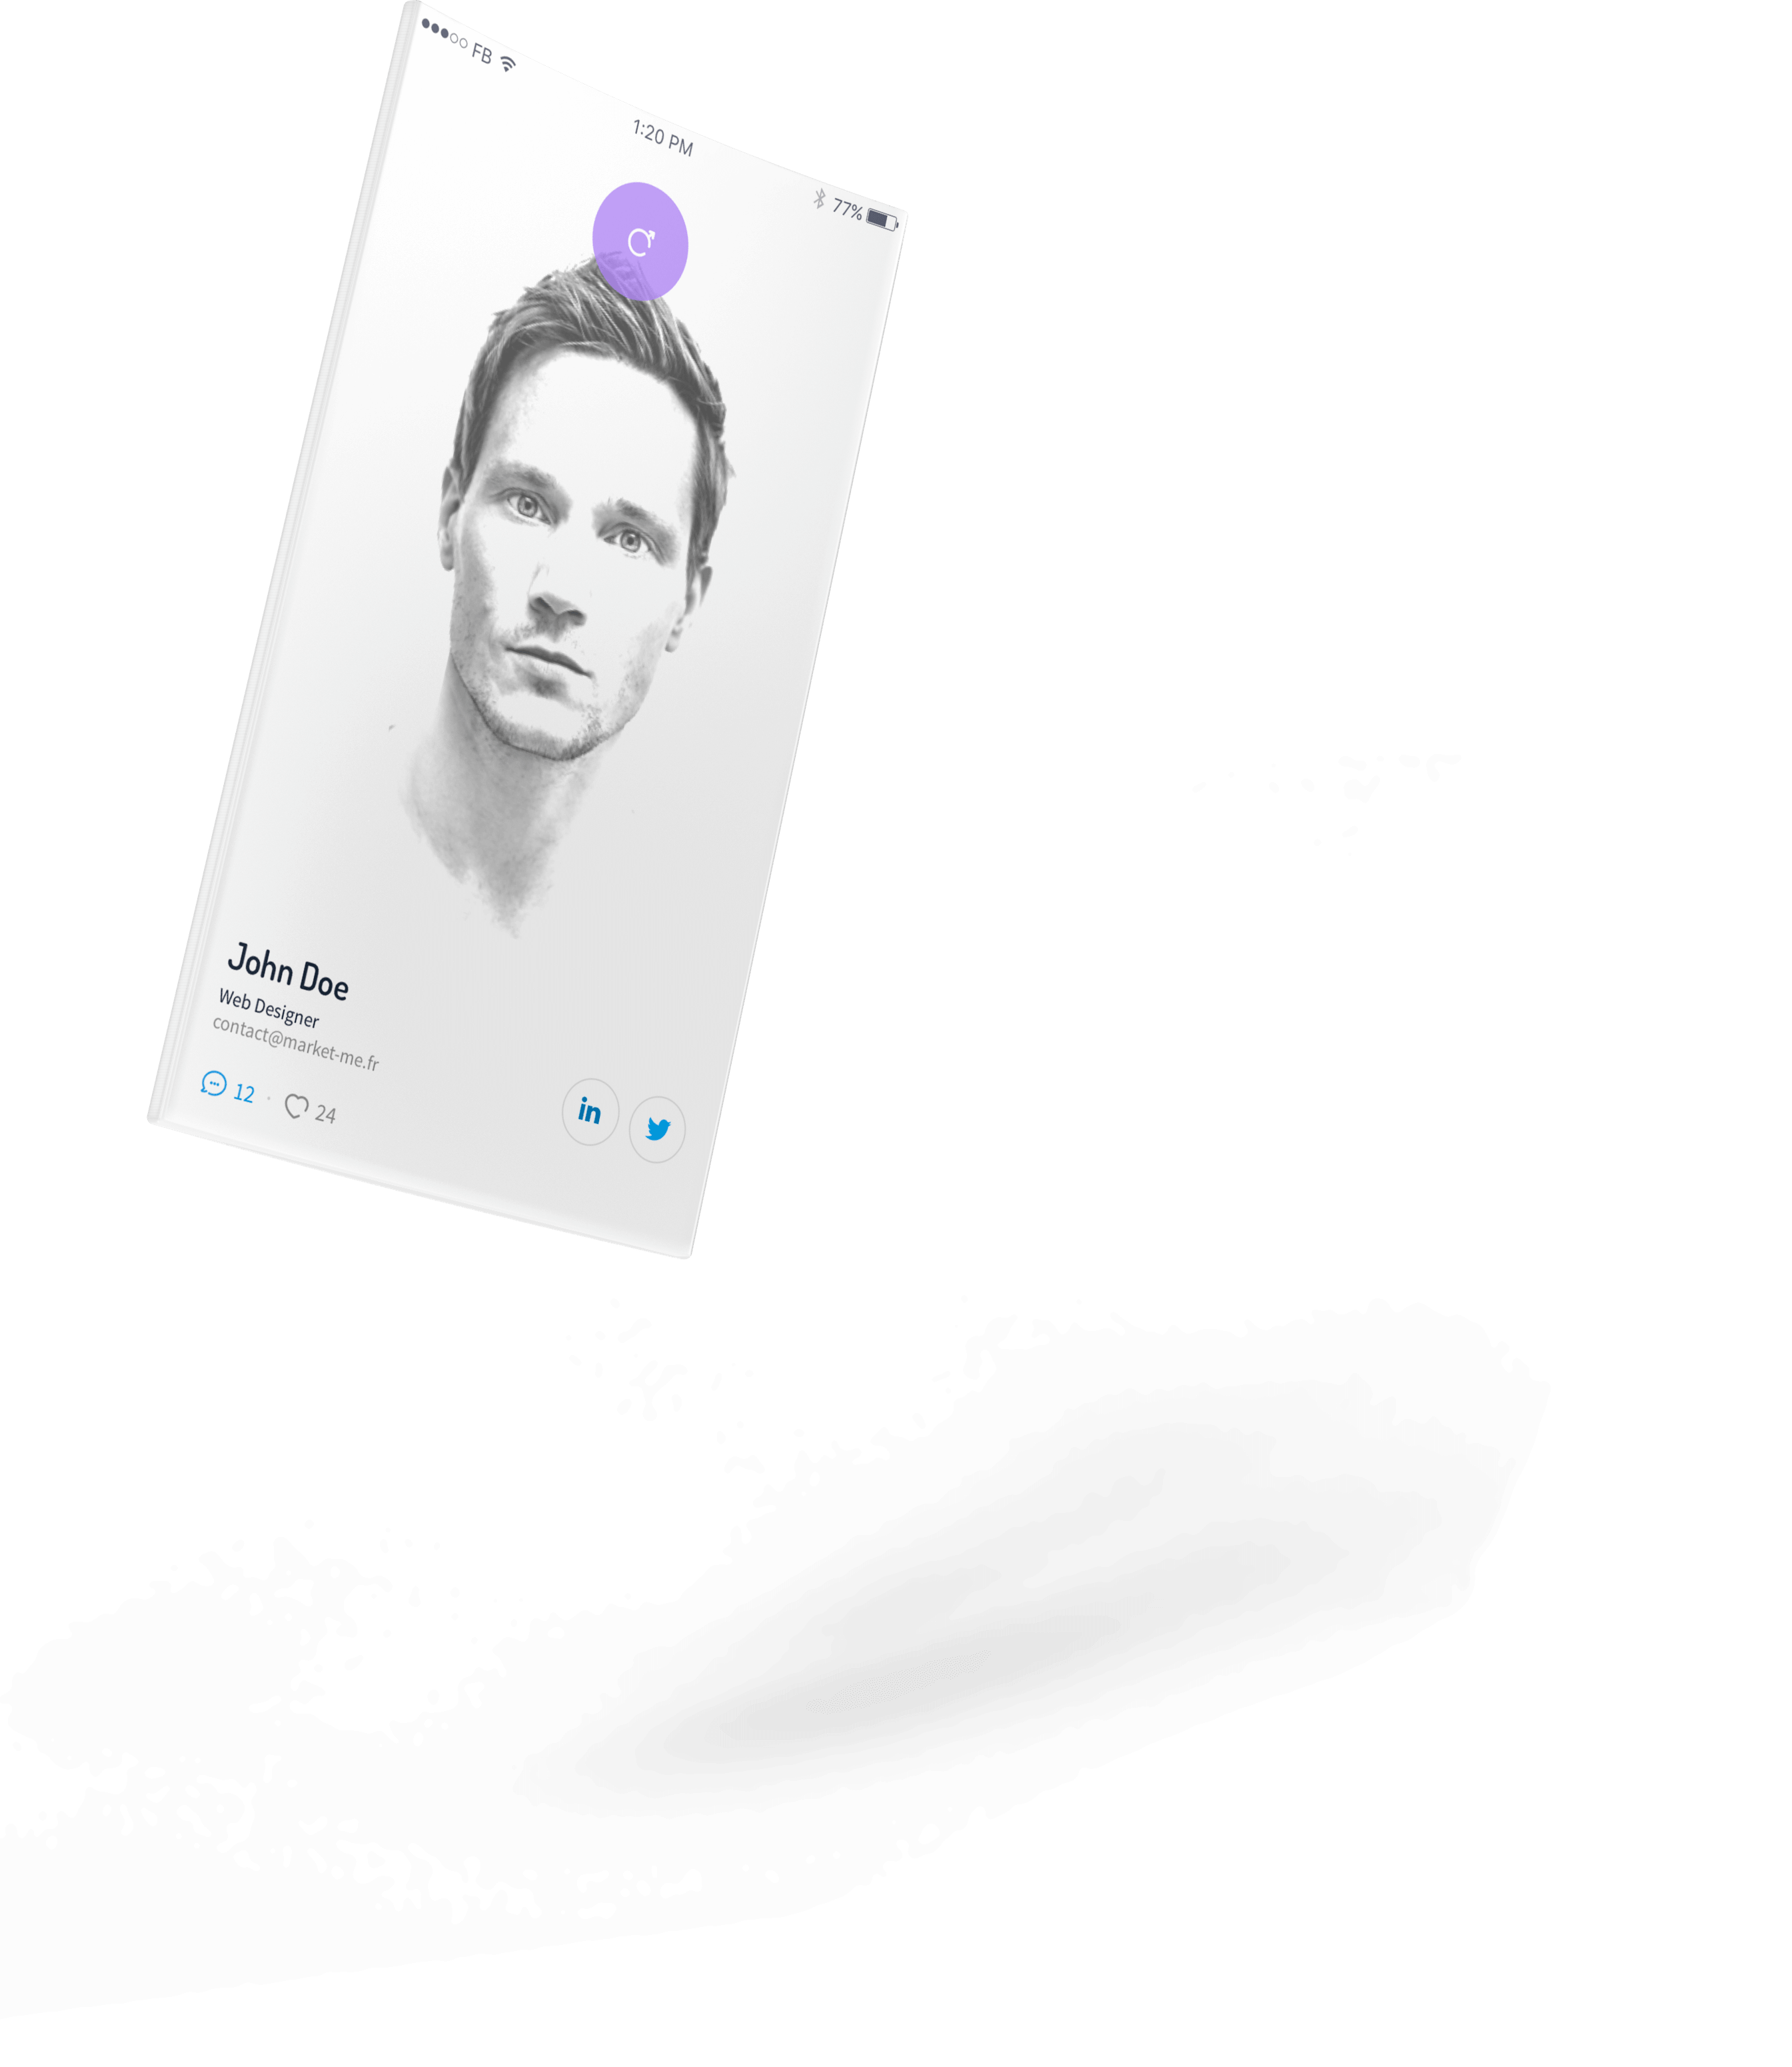 FB
1:20 PM
77%
John Doe
Web Designer
contact@market-me.fr
12 · 24
in